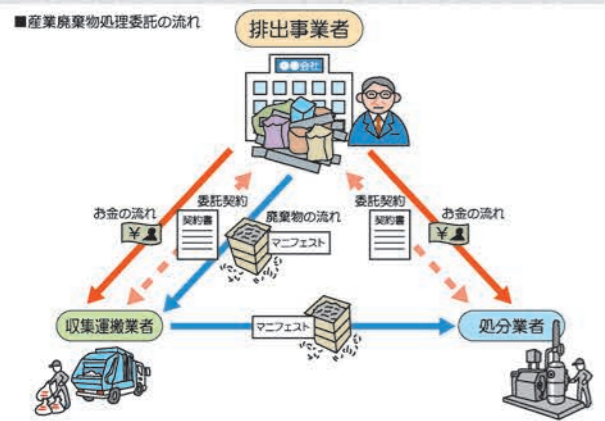 ■産業廃棄物処理委託の流れ
排出事業者
●●会社
お金の流れ
¥
委託契約
契約書
廃棄物の流れ
マニフェスト
委託契約
契約書
お金の流れ
¥
収集運搬業者
マニフェスト
処分業者